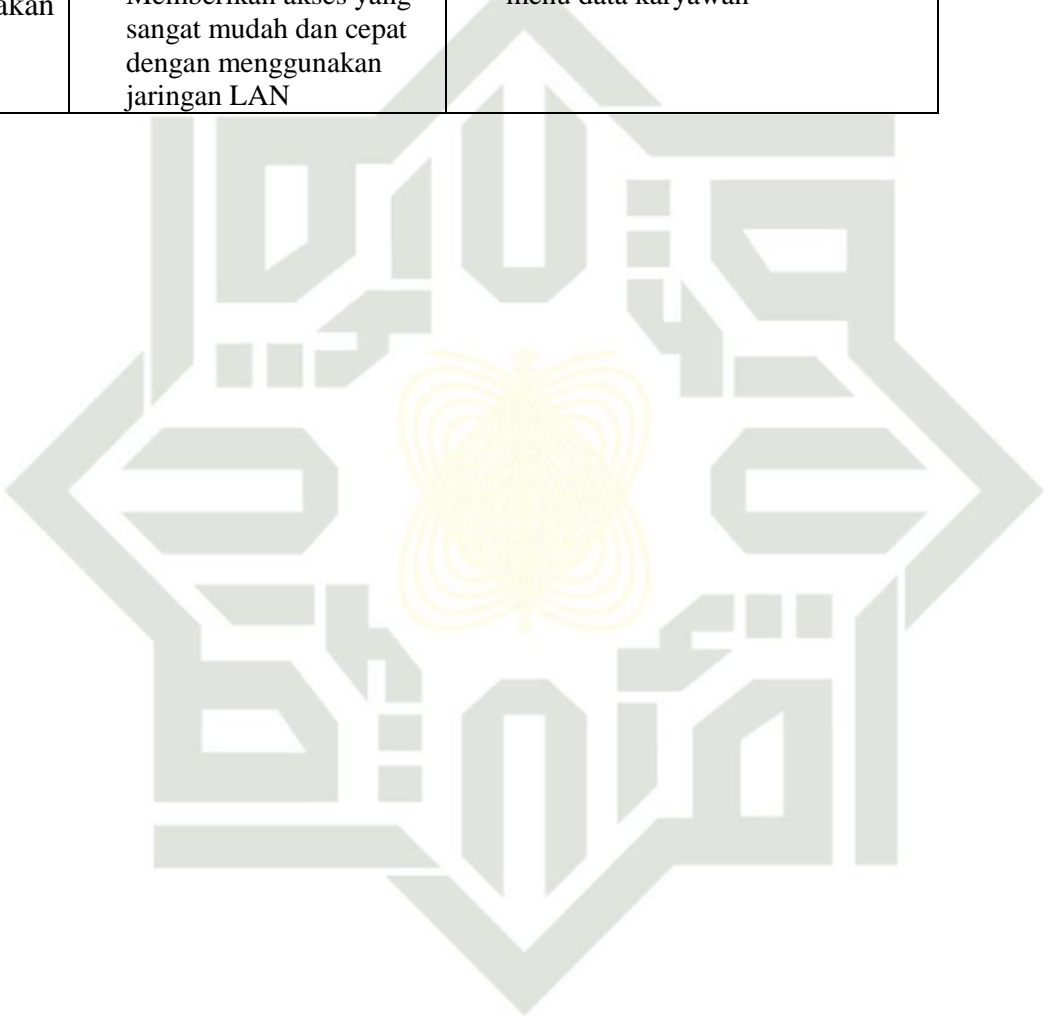 akan
Memberikan akses yang
sangat mudah dan cepat
dengan menggunakan
jaringan LAN
menu data karyawan